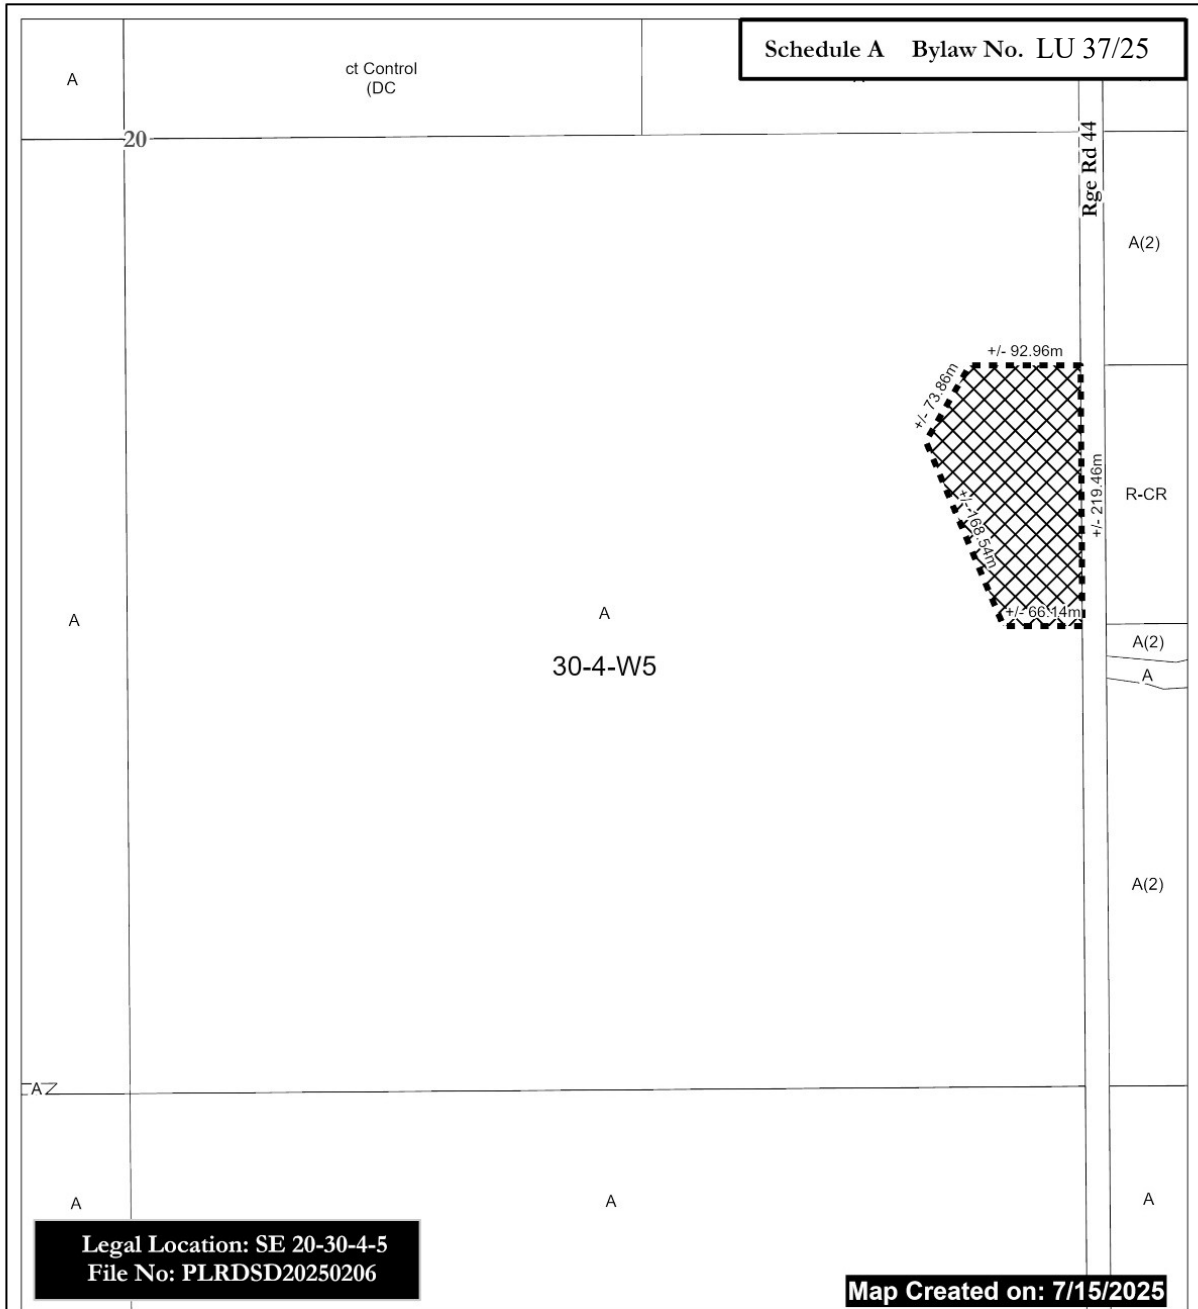 Schedule A Bylaw No. LU 37/25
A
ct Control
(DC
20
Rge Rd 44
A(2)
+/- 92.96m
+/- 73.86m
+/- 219.46m
R-CR
+/- 168.54m
+/- 66.14m
A
A
A(2)
30-4-W5
A
A(2)
A
A
A
A
Legal Location: SE 20-30-4-5
File No: PLRDSD20250206
Map Created on: 7/15/2025